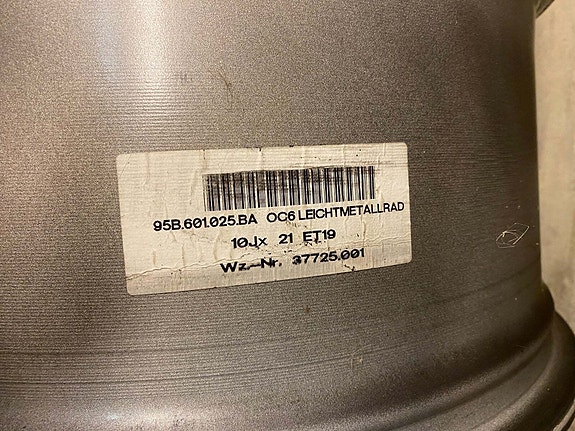 95B.601.025.BA OC6 LEICHTMETALLRAD
10Jx 21 ET19
Wz.-Nr. 37725.001